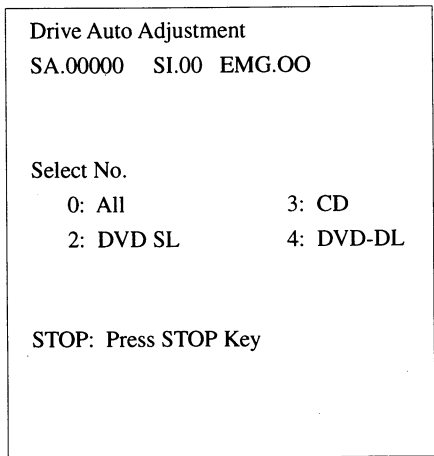 Drive Auto Adjustment
SA.00000 SI.00 EMG.OO
Select No.
0: All 3: CD
2: DVD SL 4: DVD-DL
STOP: Press STOP Key